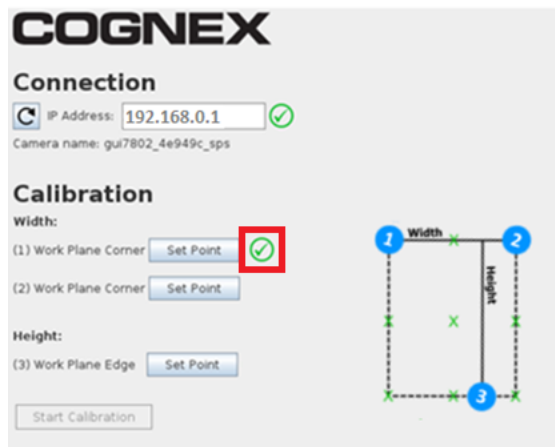 COGNEX
Connection
IP Address: 192.168.0.1
Camera name: gui7802_4e949c_sps
Calibration
Width:
(1) Work Plane Corner Set Point
(2) Work Plane Corner Set Point
Height:
(3) Work Plane Edge Set Point
Start Calibration
1 Width 2
Height
3